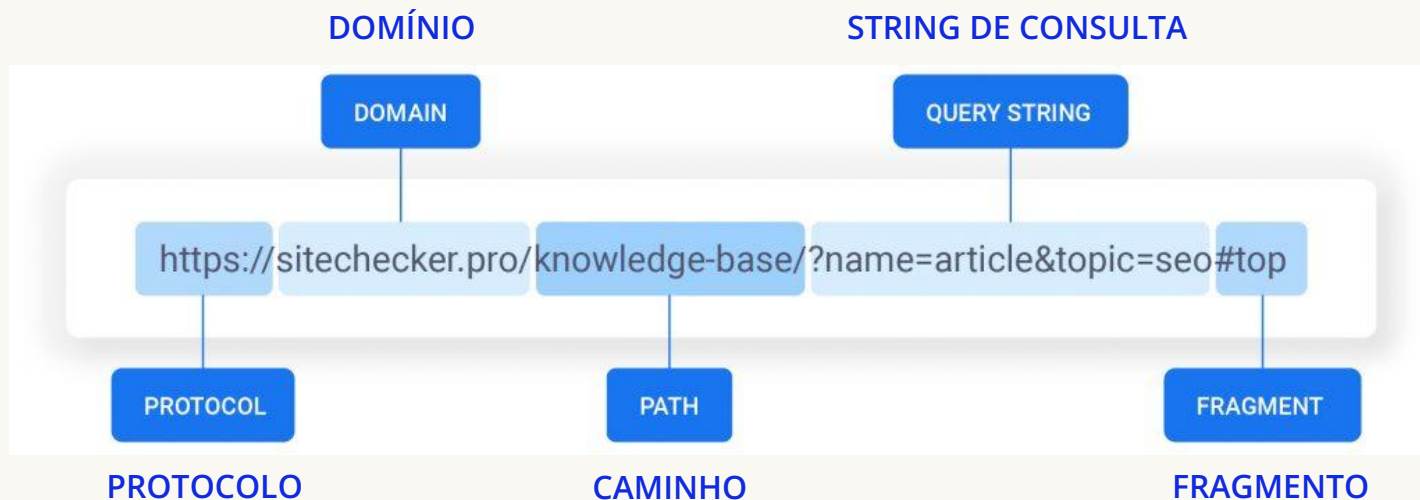 DOMÍNIO
STRING DE CONSULTA
DOMAIN
QUERY STRING
https://sitechecker.pro/knowledge-base/?name=article&topic=seo#top
PROTOCOL
PATH
FRAGMENT
PROTOCOLO
CAMINHO
FRAGMENTO